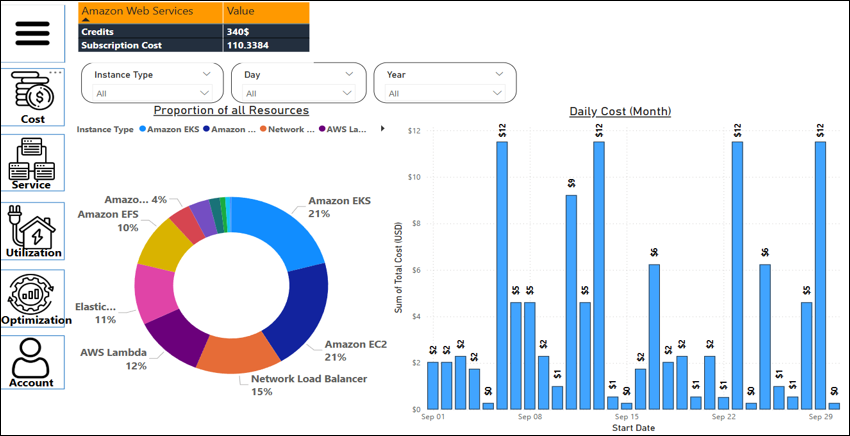 Amazon Web Services Value
Credits 340$
Subscription Cost 110.3384
Cost
Service
Utilization
Optimization
Account
Instance Type
All
Day
All
Year
All
Proportion of all Resources
Instance Type Amazon EKS Amazon ... Network ... AWS La...
Amazon EKS
21%
Amazon EC2
21%
Network Load Balancer
15%
AWS Lambda
12%
Elastic...
11%
Amazon EFS
10%
Amazo... 4%
Daily Cost (Month)
Sum of Total Cost (USD)
$12
$10
$8
$6
$4
$2
$0
$2 $2 $2 $2 $0 $12 $5 $5 $2 $1 $9 $5 $12 $1 $0 $2 $6 $2 $2 $1 $2 $1 $12 $0 $6 $1 $1 $5 $12 $0
Sep 01 Sep 08 Sep 15 Sep 22 Sep 29
Start Date